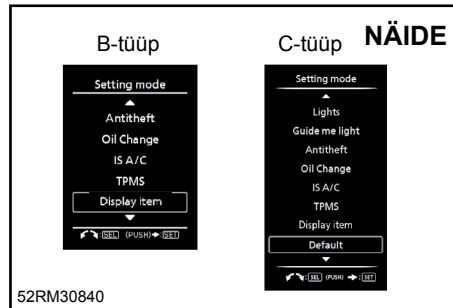 NÄIDE
B-tüüp
Setting mode
Antitheft
Oil Change
IS A/C
TPMS
Display item
:SEL (PUSH) :SET
C-tüüp
Setting mode
Lights
Guide me light
Antitheft
Oil Change
IS A/C
TPMS
Display item
Default
:SEL (PUSH) :SET
52RM30840